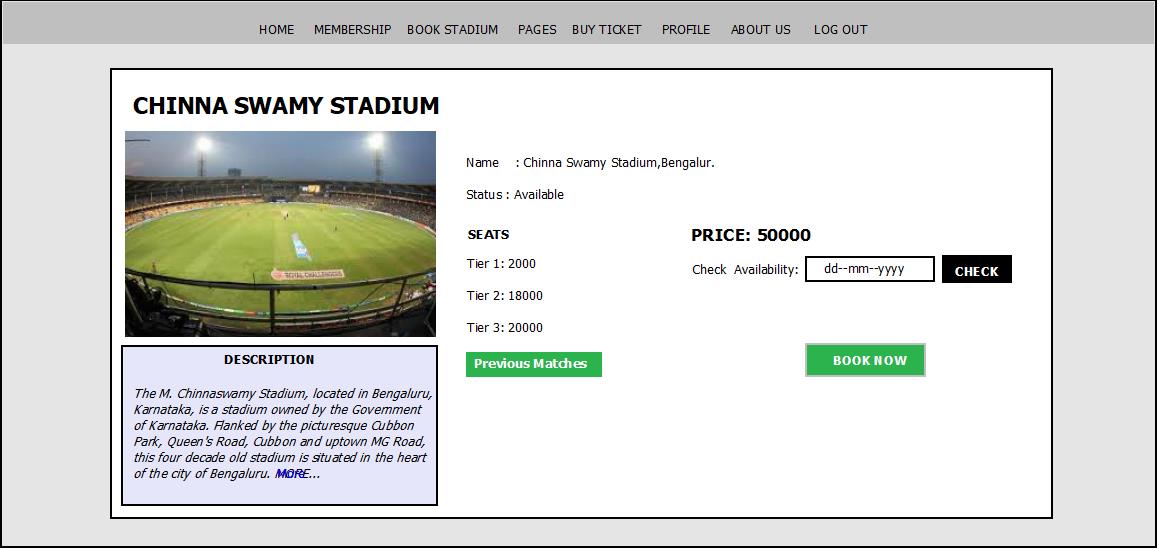 HOME MEMBERSHIP BOOK STADIUM PAGES BUY TICKET PROFILE ABOUT US LOG OUT
CHINNA SWAMY STADIUM
ROYAL CHALLENGERS
Name : Chinna Swamy Stadium,Bengalur.
Status : Available
SEATS
Tier 1: 2000
Tier 2: 18000
Tier 3: 20000
Previous Matches
PRICE: 50000
Check Availability: dd--mm--yyyy CHECK
BOOK NOW
DESCRIPTION
The M. Chinnaswamy Stadium, located in Bengaluru,
Karnataka, is a stadium owned by the Government
of Karnataka. Flanked by the picturesque Cubbon
Park, Queen's Road, Cubbon and uptown MG Road,
this four decade old stadium is situated in the heart
of the city of Bengaluru. MORE...